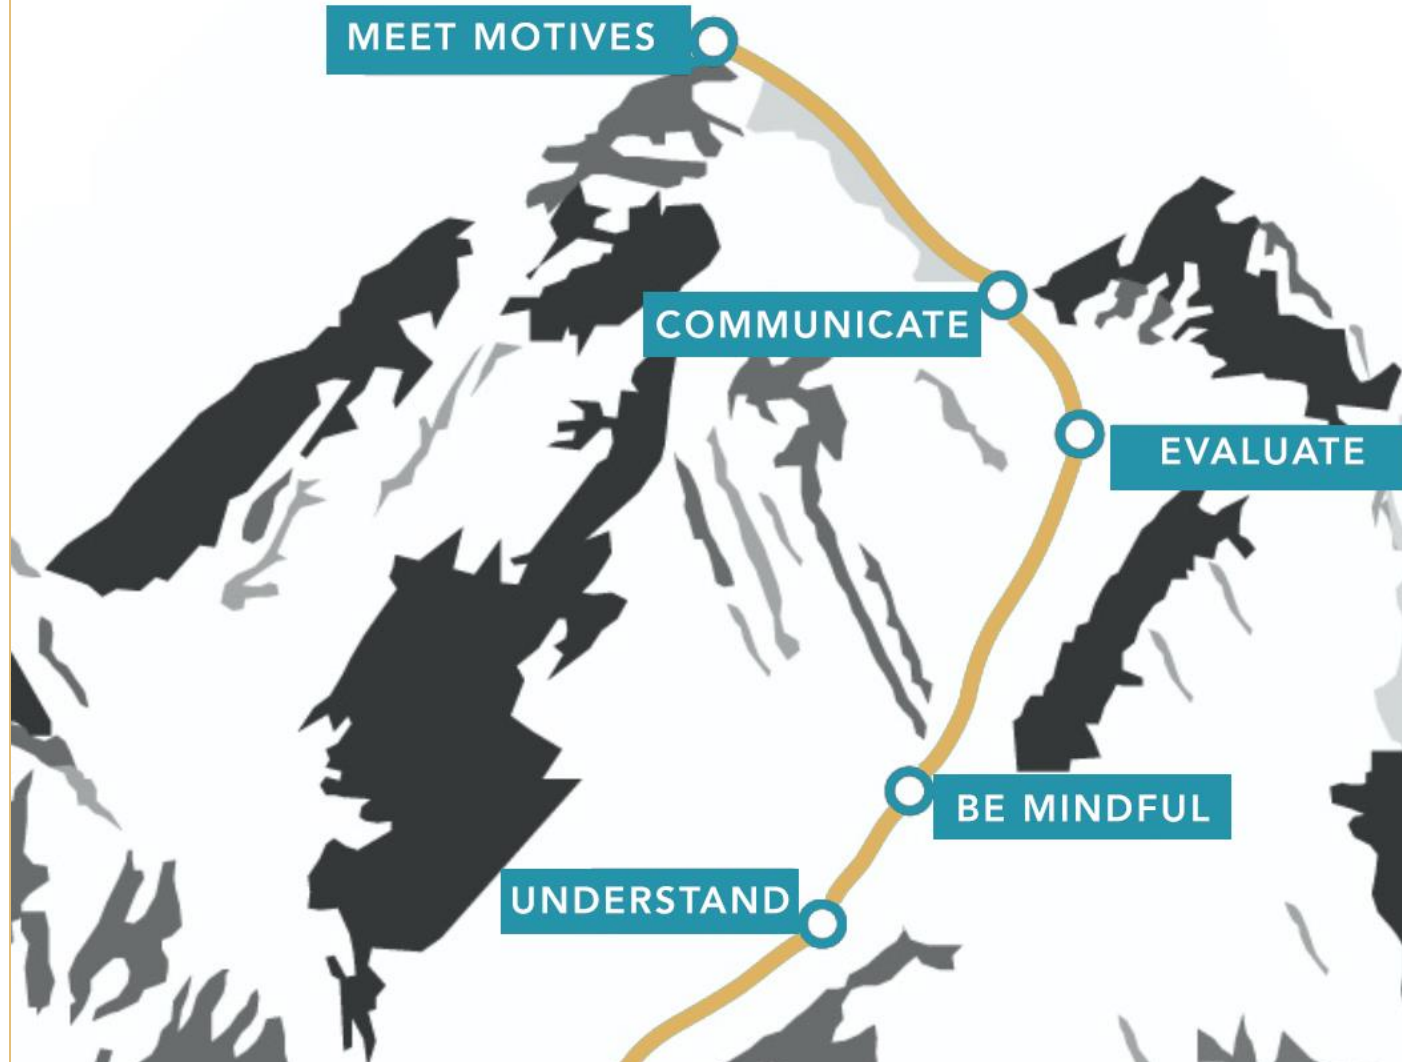 MEET MOTIVES
COMMUNICATE
EVALUATE
BE MINDFUL
UNDERSTAND